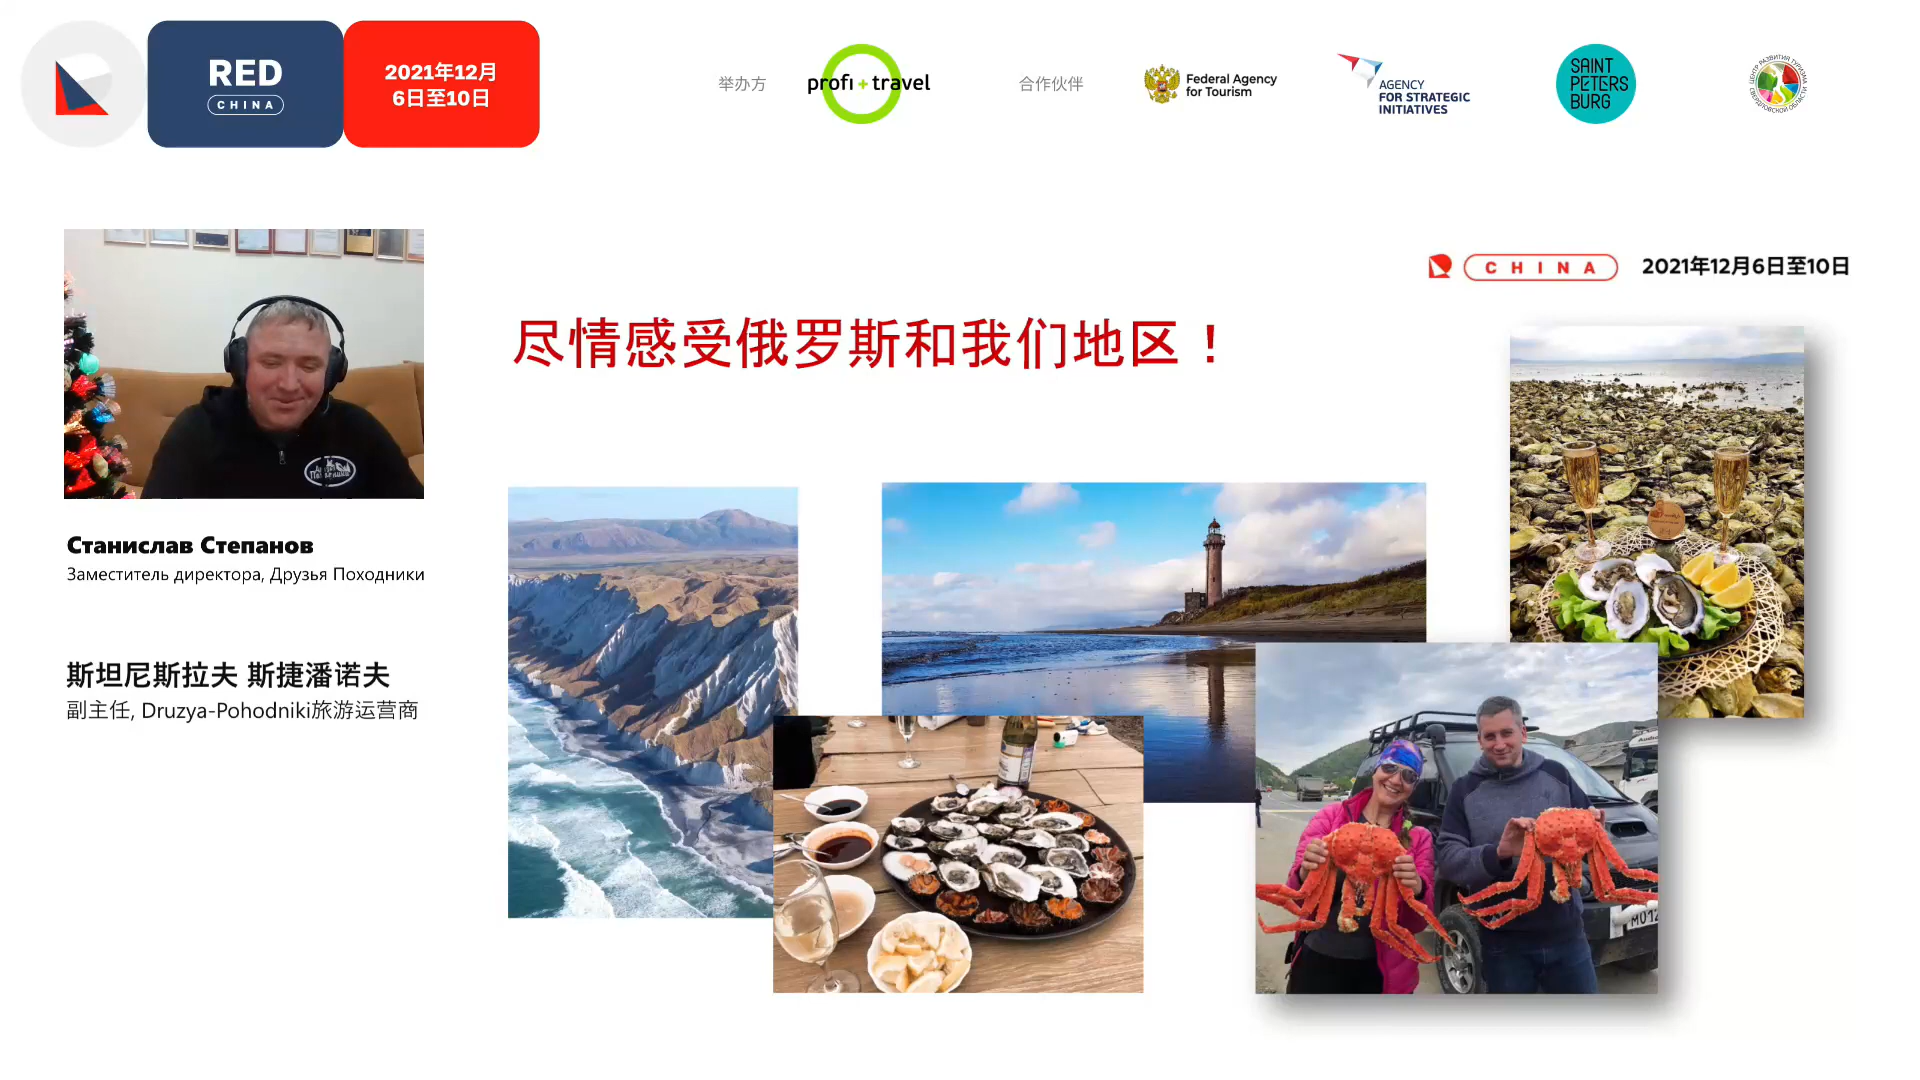 RED
CHINA
2021年12月
6日至10日
举办方
profi+travel
合作伙伴
Federal Agency
for Tourism
AGENCY
FOR STRATEGIC
INITIATIVES
SAINT
PETERS
BURG
ЦЕНТР РАЗВИТИЯ ТУРИЗМА
СВЕРДЛОВСКОЙ ОБЛАСТИ
CHINA
2021年12月6日至10日
尽情感受俄罗斯和我们地区！
Станислав Степанов
Заместитель директора, Друзья Походники
斯坦尼斯拉夫 斯捷潘诺夫
副主任, Druzya-Pohodniki旅游运营商